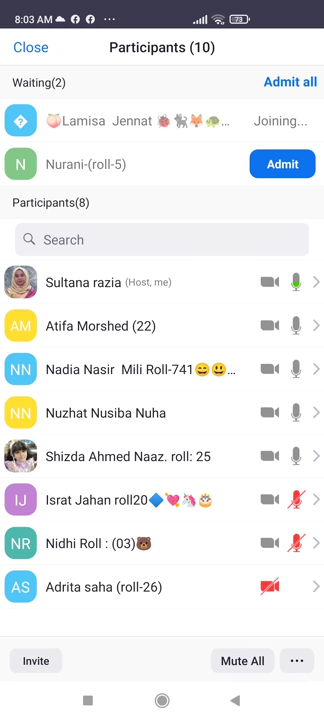 8:03 AM
73
Close
Participants (10)
Waiting(2)
Admit all
🍑Lamisa Jennat 🐞🐈‍⬛🦊🐢... Joining...
N Nurani-(roll-5) Admit
Participants(8)
Search
Sultana razia (Host, me)
AM Atifa Morshed (22)
NN Nadia Nasir Mili Roll-741😄😃...
NN Nuzhat Nusiba Nuha
Shizda Ahmed Naaz. roll: 25
IJ Israt Jahan roll20🔷💘🦄🎂
NR Nidhi Roll : (03)🐻
AS Adrita saha (roll-26)
Invite
Mute All